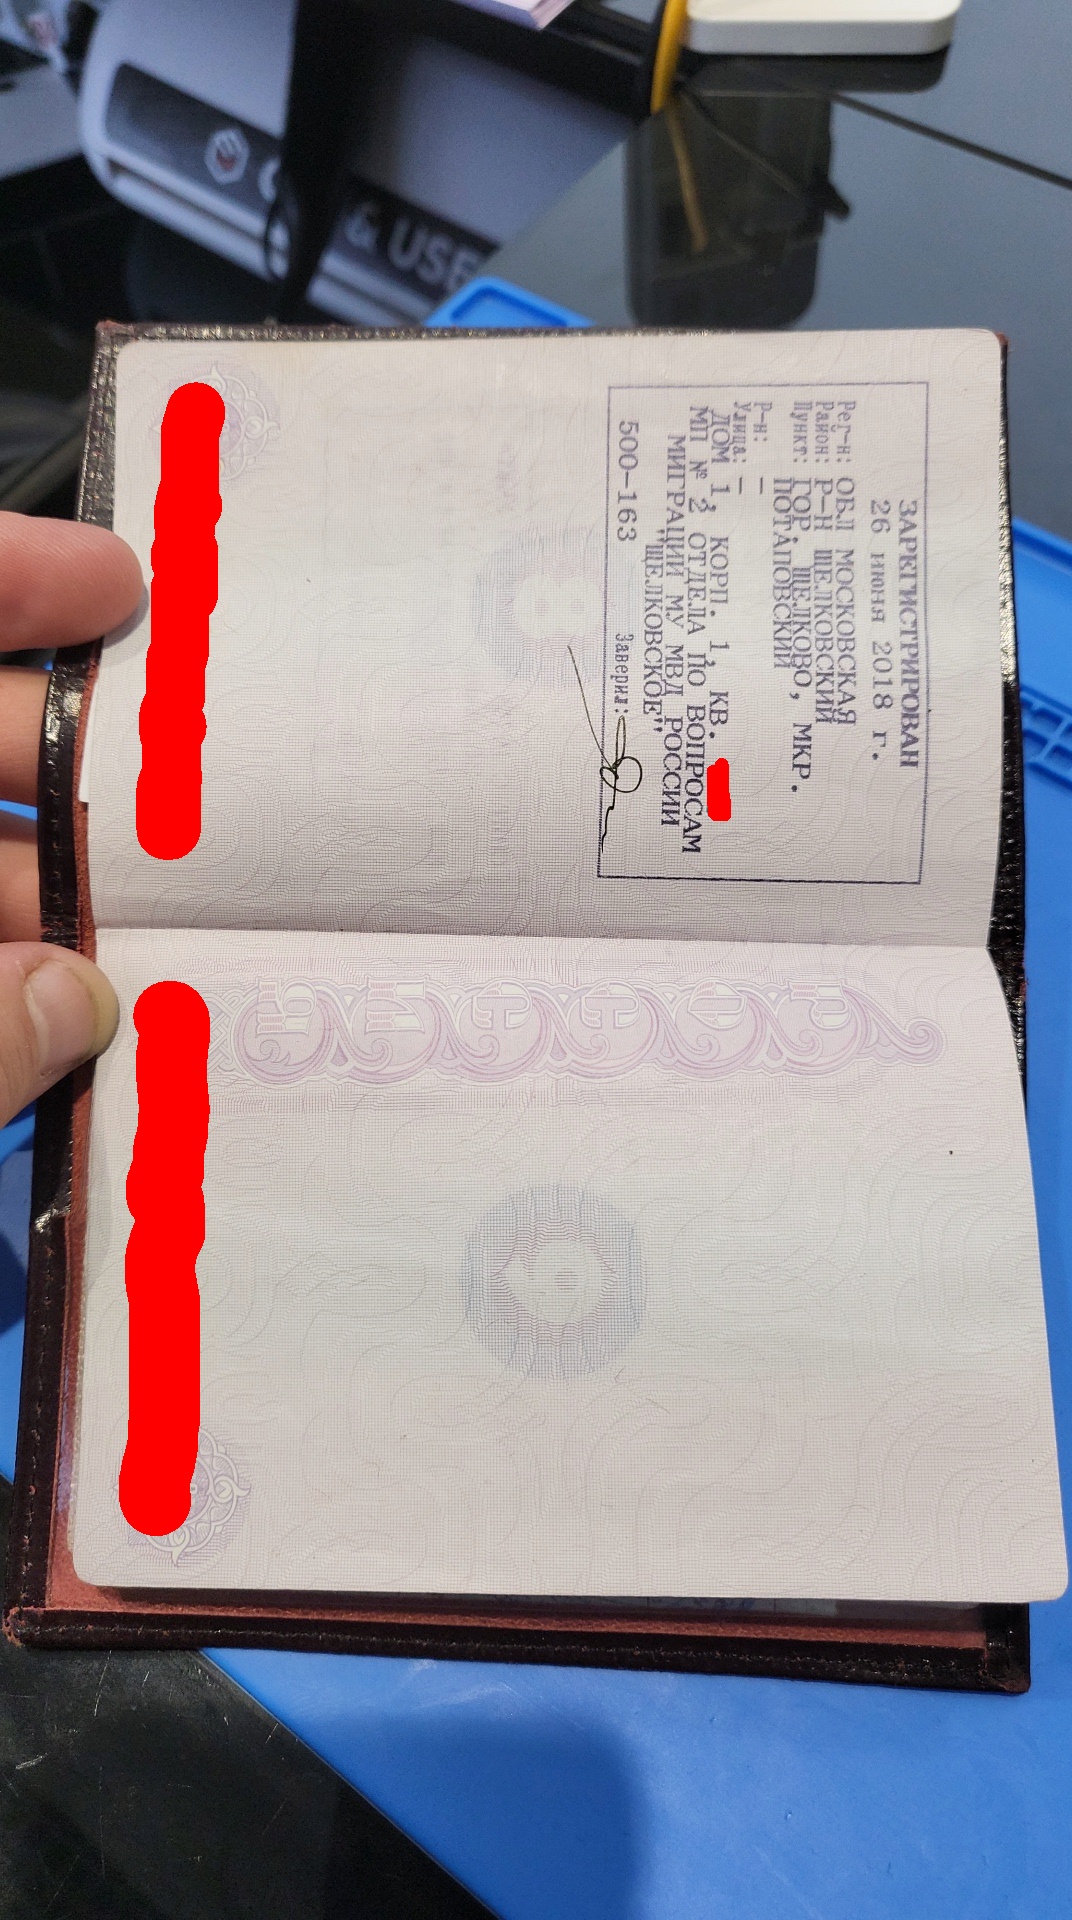 & USE
ЗАРЕГИСТРИРОВАН
26 июня 2018 г.
Рег-н: ОБЛ МОСКОВСКАЯ
Район: Р-Н ЩЕЛКОВСКИЙ
Пункт: ГОР. ЩЕЛКОВО, МКР.
ПОТАПОВСКИЙ
Р-н: –
Улица: –
ДОМ 1, КОРП. 1, КВ.
МП № 2 ОТДЕЛА ПО ВОПРОСАМ
МИГРАЦИИ МУ МВД РОССИИ
"ЩЕЛКОВСКОЕ"
500-163 Заверил:
РОССИЯ